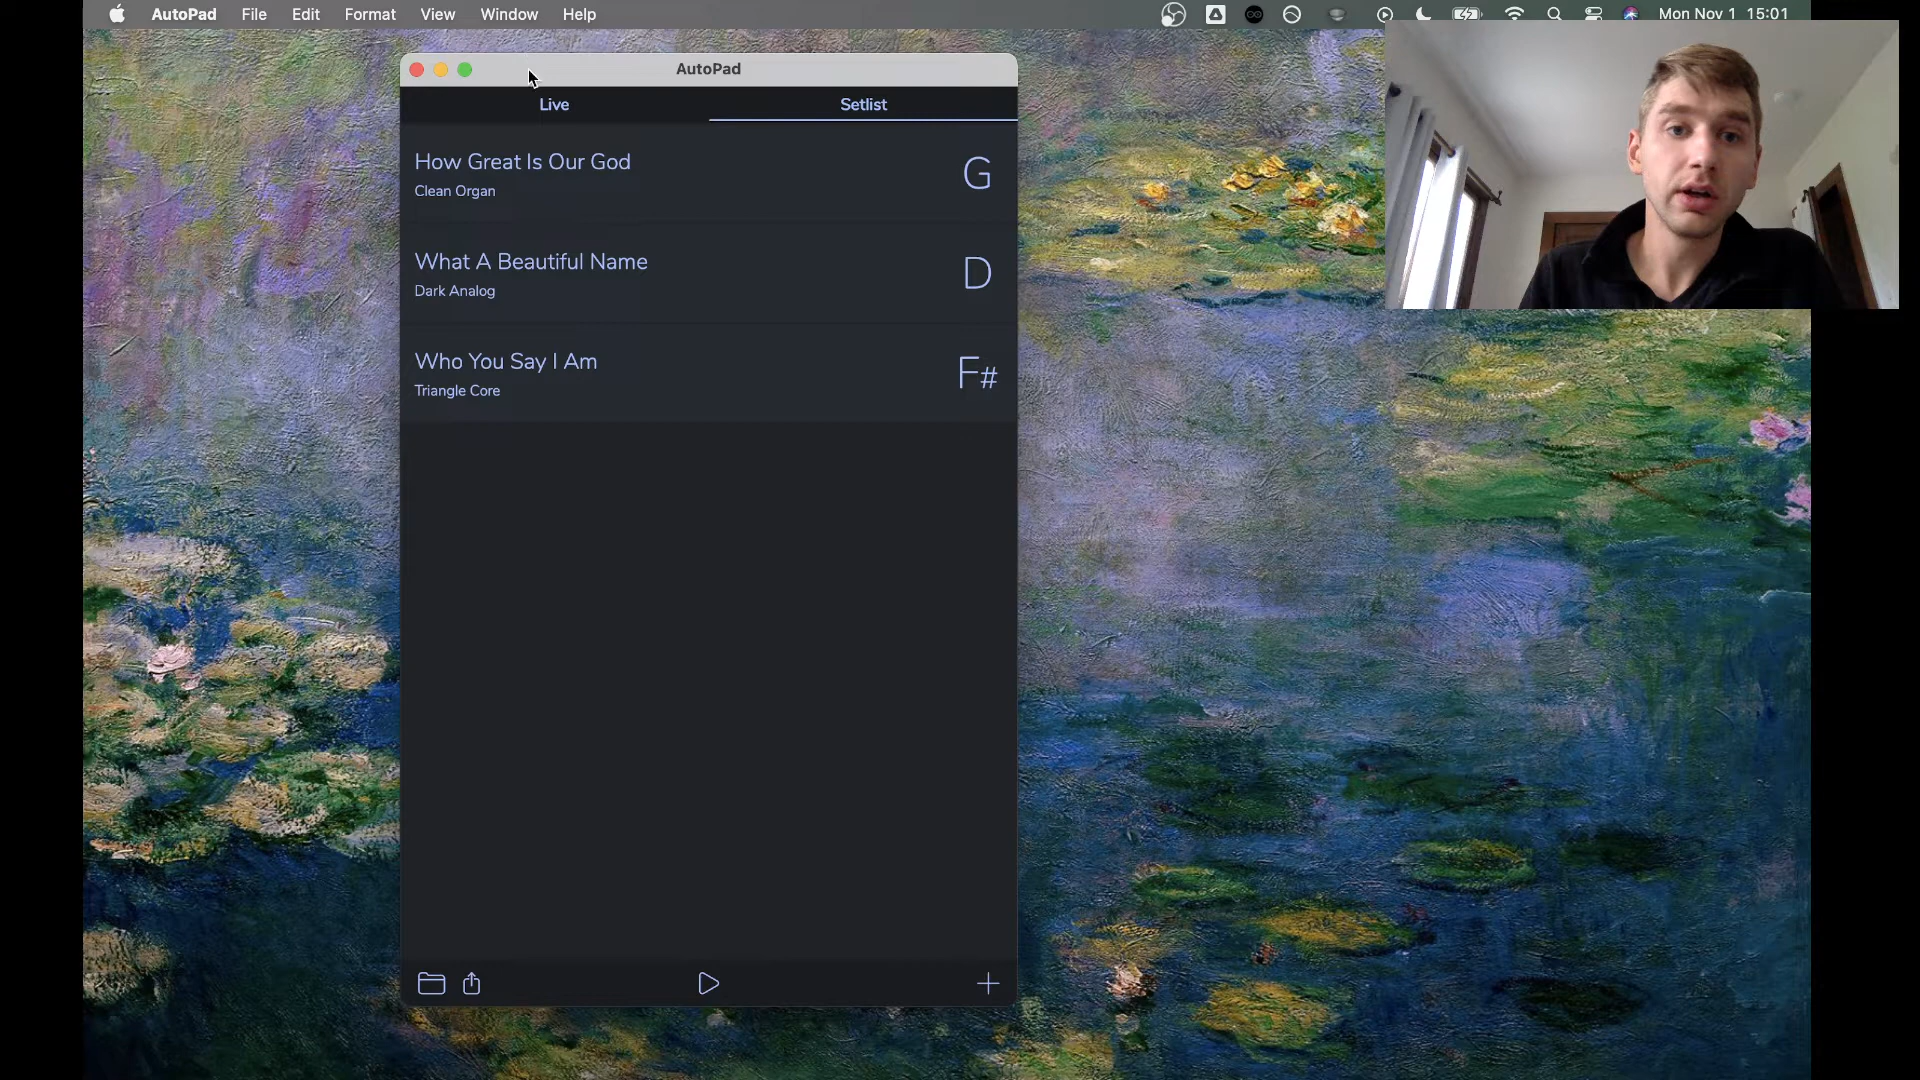 AutoPad File Edit Format View Window Help Mon Nov 1 15:01
AutoPad
Live Setlist
How Great Is Our God
Clean Organ
G
What A Beautiful Name
Dark Analog
D
Who You Say I Am
Triangle Core
F#